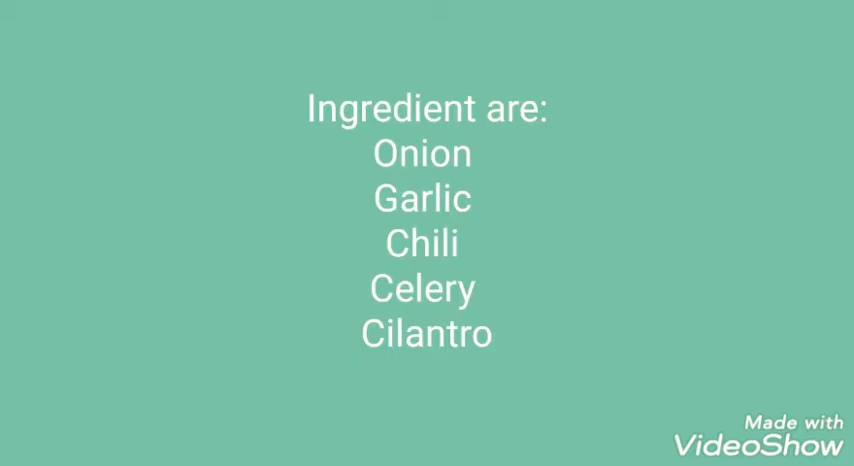 Ingredient are:
Onion
Garlic
Chili
Celery
Cilantro
Made with
VideoShow